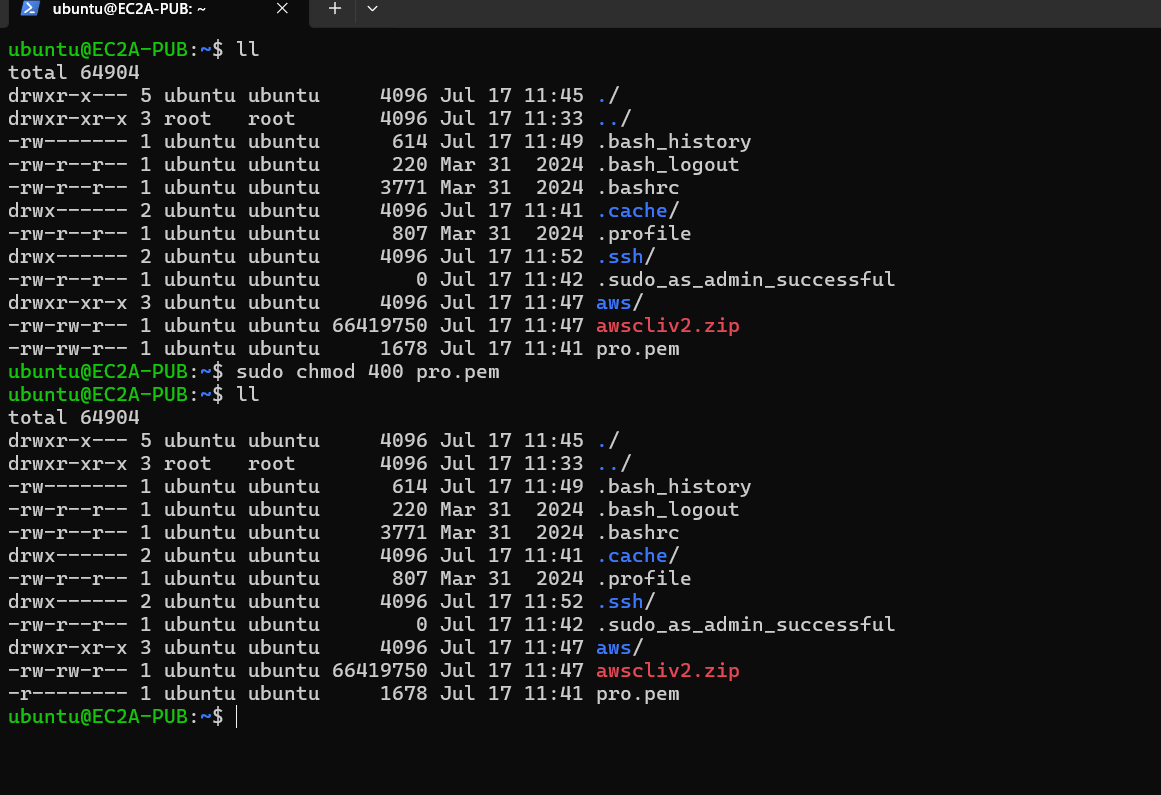 ubuntu@EC2A-PUB: ~
ubuntu@EC2A-PUB:~$ ll
total 64904
drwxr-x--- 5 ubuntu ubuntu     4096 Jul 17 11:45 ./
drwxr-xr-x 3 root   root       4096 Jul 17 11:33 ../
-rw------- 1 ubuntu ubuntu      614 Jul 17 11:49 .bash_history
-rw-r--r-- 1 ubuntu ubuntu      220 Mar 31  2024 .bash_logout
-rw-r--r-- 1 ubuntu ubuntu     3771 Mar 31  2024 .bashrc
drwx------ 2 ubuntu ubuntu     4096 Jul 17 11:41 .cache/
-rw-r--r-- 1 ubuntu ubuntu      807 Mar 31  2024 .profile
drwx------ 2 ubuntu ubuntu     4096 Jul 17 11:52 .ssh/
-rw-r--r-- 1 ubuntu ubuntu        0 Jul 17 11:42 .sudo_as_admin_successful
drwxr-xr-x 3 ubuntu ubuntu     4096 Jul 17 11:47 aws/
-rw-rw-r-- 1 ubuntu ubuntu 66419750 Jul 17 11:47 awscliv2.zip
-rw-rw-r-- 1 ubuntu ubuntu     1678 Jul 17 11:41 pro.pem
ubuntu@EC2A-PUB:~$ sudo chmod 400 pro.pem
ubuntu@EC2A-PUB:~$ ll
total 64904
drwxr-x--- 5 ubuntu ubuntu     4096 Jul 17 11:45 ./
drwxr-xr-x 3 root   root       4096 Jul 17 11:33 ../
-rw------- 1 ubuntu ubuntu      614 Jul 17 11:49 .bash_history
-rw-r--r-- 1 ubuntu ubuntu      220 Mar 31  2024 .bash_logout
-rw-r--r-- 1 ubuntu ubuntu     3771 Mar 31  2024 .bashrc
drwx------ 2 ubuntu ubuntu     4096 Jul 17 11:41 .cache/
-rw-r--r-- 1 ubuntu ubuntu      807 Mar 31  2024 .profile
drwx------ 2 ubuntu ubuntu     4096 Jul 17 11:52 .ssh/
-rw-r--r-- 1 ubuntu ubuntu        0 Jul 17 11:42 .sudo_as_admin_successful
drwxr-xr-x 3 ubuntu ubuntu     4096 Jul 17 11:47 aws/
-rw-rw-r-- 1 ubuntu ubuntu 66419750 Jul 17 11:47 awscliv2.zip
-r-------- 1 ubuntu ubuntu     1678 Jul 17 11:41 pro.pem
ubuntu@EC2A-PUB:~$